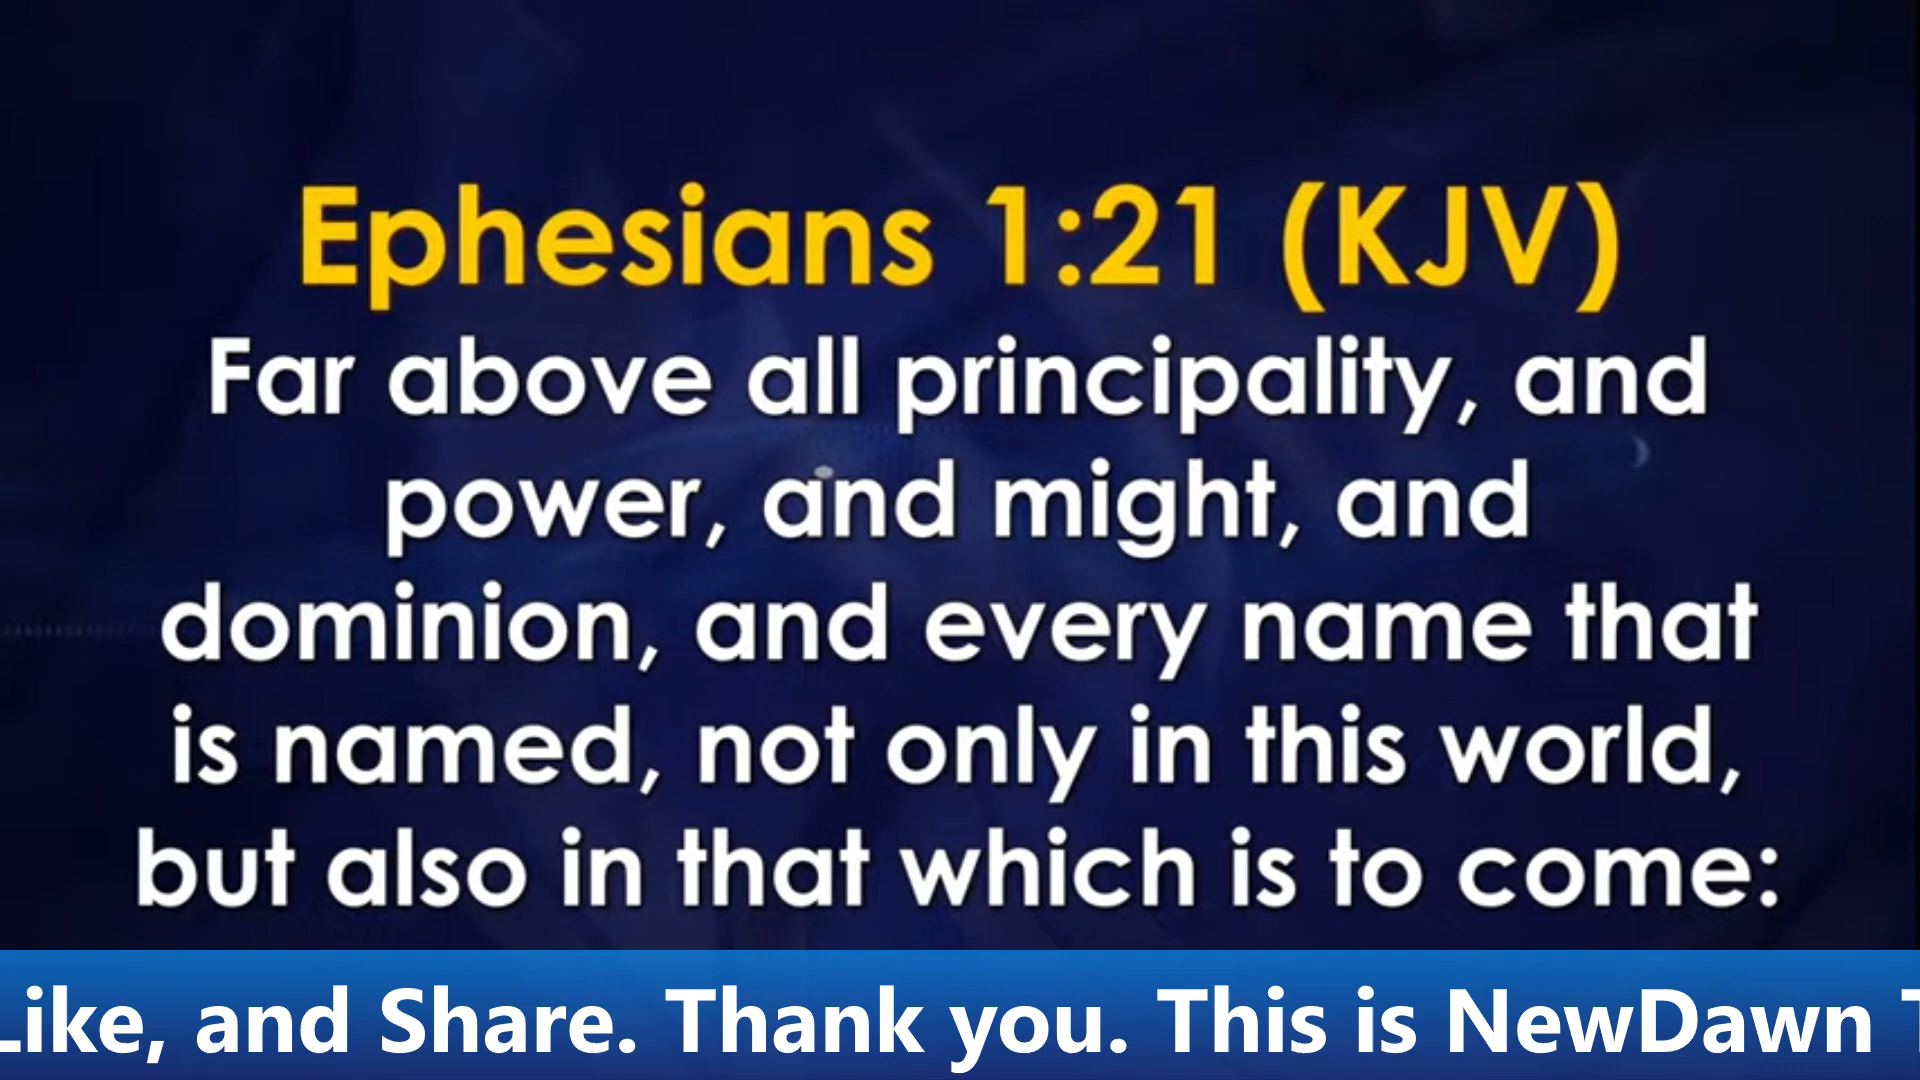 Ephesians 1:21 (KJV)
Far above all principality, and
power, and might, and
dominion, and every name that
is named, not only in this world,
but also in that which is to come:
Like, and Share. Thank you. This is NewDawn